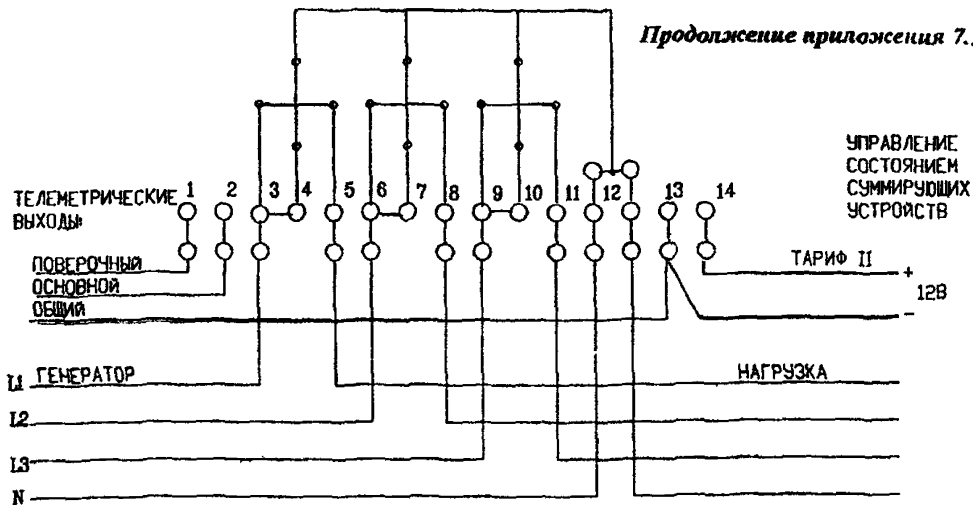 Продолжение приложения 7.
УПРАВЛЕНИЕ
СОСТОЯНИЕМ
СУММИРУЮЩИХ
УСТРОЙСТВ
ТЕЛЕМЕТРИЧЕСКИЕ
ВЫХОДЫ:
1 2 3 4 5 6 7 8 9 10 11 12 13 14
ПОВЕРОЧНЫЙ
ОСНОВНОЙ
ОБЩИЙ
ТАРИФ II
+
12В
-
L1 ГЕНЕРАТОР
НАГРУЗКА
L2
L3
N